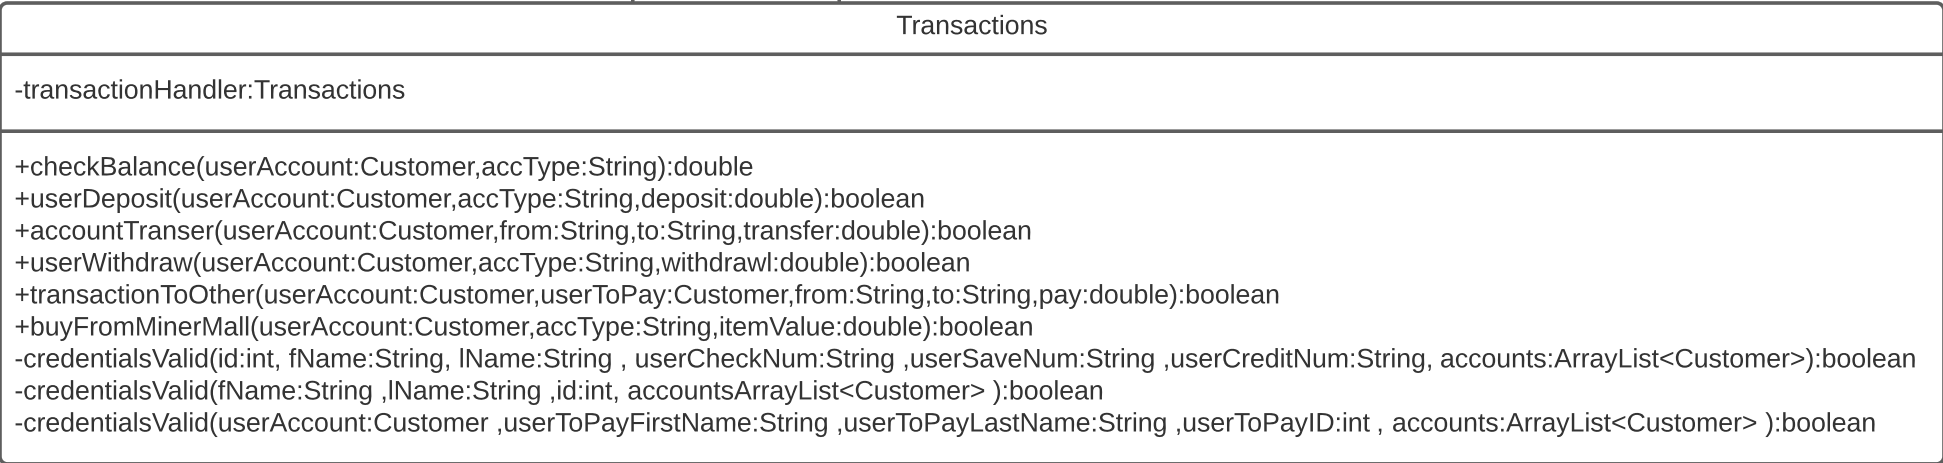 Transactions
-transactionHandler:Transactions
+checkBalance(userAccount:Customer,accType:String):double
+userDeposit(userAccount:Customer,accType:String,deposit:double):boolean
+accountTranser(userAccount:Customer,from:String,to:String,transfer:double):boolean
+userWithdraw(userAccount:Customer,accType:String,withdrawl:double):boolean
+transactionToOther(userAccount:Customer,userToPay:Customer,from:String,to:String,pay:double):boolean
+buyFromMinerMall(userAccount:Customer,accType:String,itemValue:double):boolean
-credentialsValid(id:int, fName:String, lName:String , userCheckNum:String ,userSaveNum:String ,userCreditNum:String, accounts:ArrayList<Customer>):boolean
-credentialsValid(fName:String ,lName:String ,id:int, accountsArrayList<Customer> ):boolean
-credentialsValid(userAccount:Customer ,userToPayFirstName:String ,userToPayLastName:String ,userToPayID:int , accounts:ArrayList<Customer> ):boolean